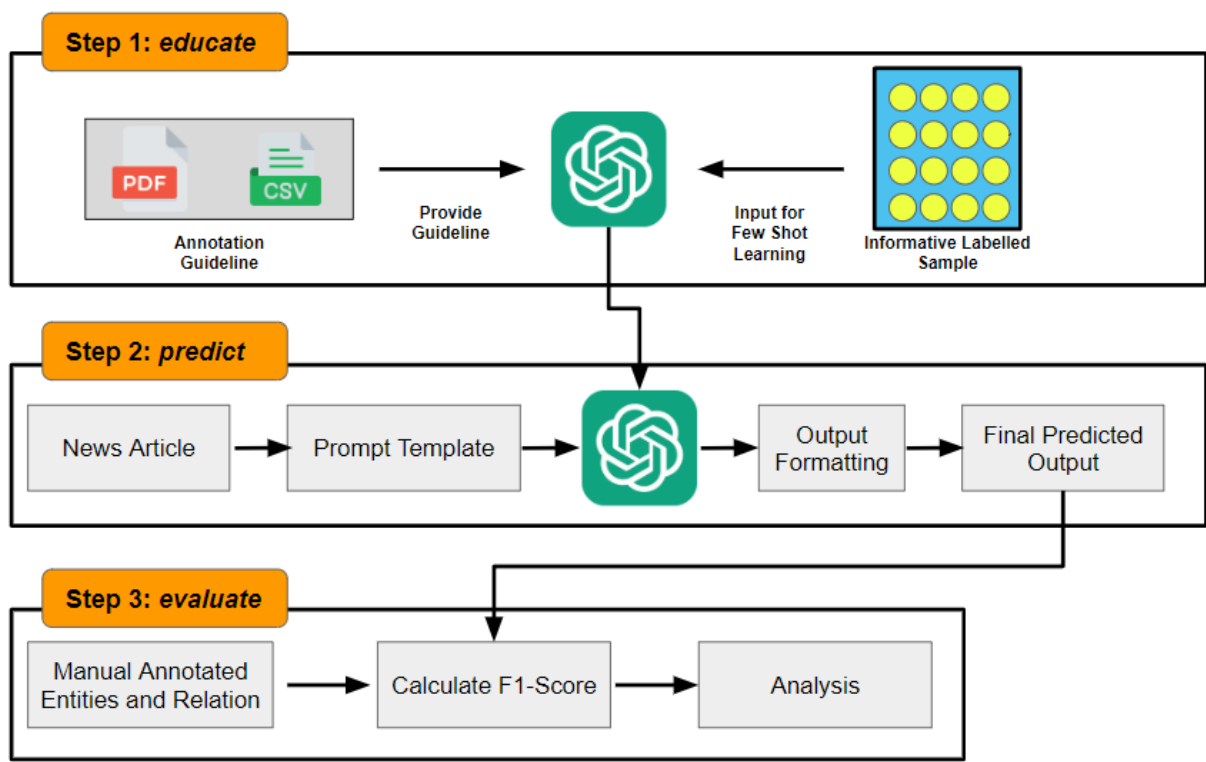 Step 1: educate
PDF
CSV
Annotation
Guideline
Provide
Guideline
Input for
Few Shot
Learning
Informative Labelled
Sample
Step 2: predict
News Article
Prompt Template
Output
Formatting
Final Predicted
Output
Step 3: evaluate
Manual Annotated
Entities and Relation
Calculate F1-Score
Analysis